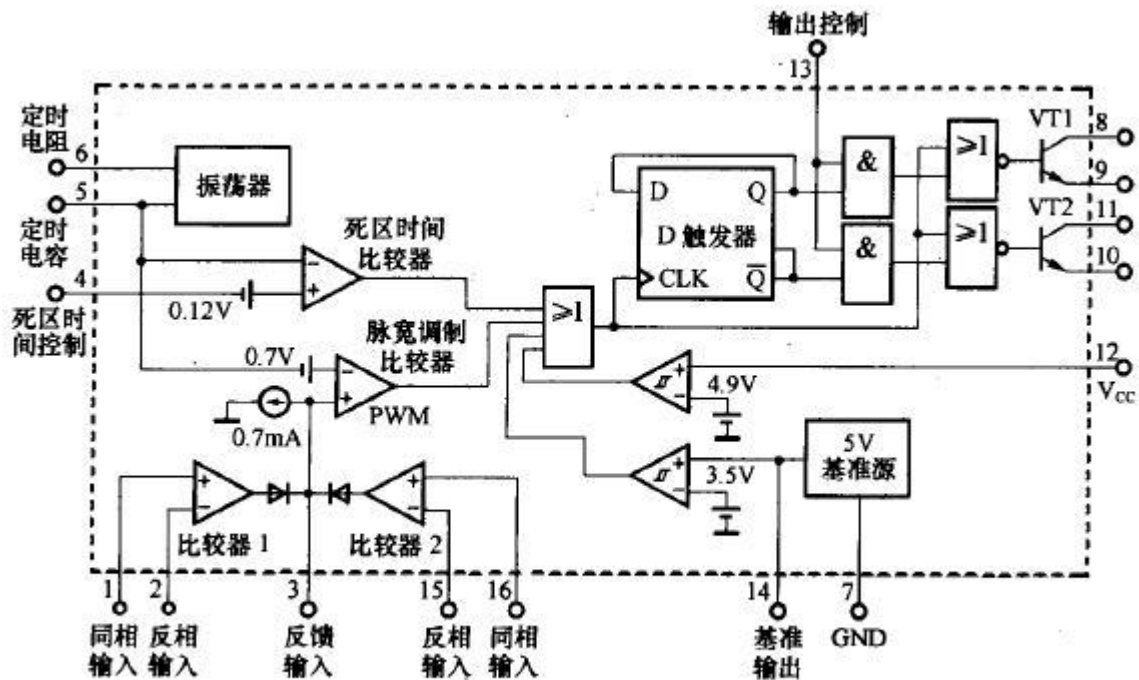 输出控制
13
定时
电阻
6
振荡器
5
定时
电容
4
死区时
间控制
0.12V
死区时间
比较器
-
+
脉宽调制
比较器
0.7V
-
+
PWM
0.7mA
≥1
D
Q
D 触发器
CLK
Q̅
&
&
≥1
≥1
VT1
8
9
VT2
11
10
12
V_CC
+
-
4.9V
+
-
3.5V
5V
基准源
+
-
比较器 1
+
-
比较器 2
1
2
3
15
16
14
7
同相
输入
反相
输入
反馈
输入
反相
输入
同相
输入
基准
输出
GND